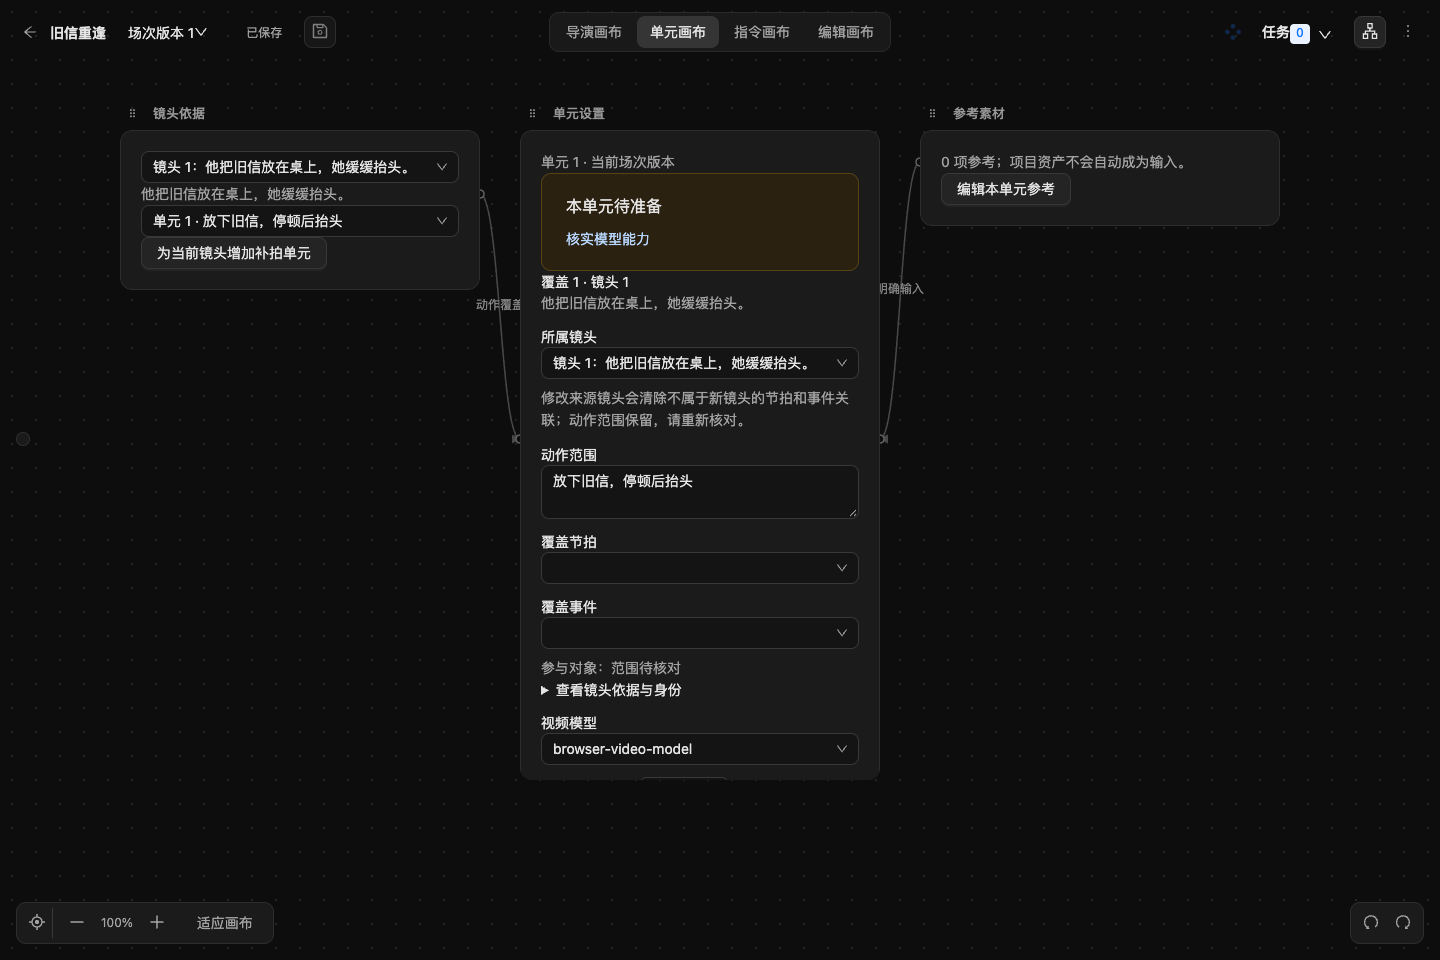 旧信重逢
场次版本 1
已保存
导演画布
单元画布
指令画布
编辑画布
任务 0
镜头依据
镜头 1：他把旧信放在桌上，她缓缓抬头。
他把旧信放在桌上，她缓缓抬头。
单元 1 · 放下旧信，停顿后抬头
为当前镜头增加补拍单元
动作覆盖
单元设置
单元 1 · 当前场次版本
本单元待准备
核实模型能力
覆盖 1 · 镜头 1
他把旧信放在桌上，她缓缓抬头。
所属镜头
镜头 1：他把旧信放在桌上，她缓缓抬头。
修改来源镜头会清除不属于新镜头的节拍和事件关
联；动作范围保留，请重新核对。
动作范围
放下旧信，停顿后抬头
覆盖节拍
覆盖事件
参与对象：范围待核对
查看镜头依据与身份
视频模型
browser-video-model
明确输入
参考素材
0 项参考；项目资产不会自动成为输入。
编辑本单元参考
100%
适应画布